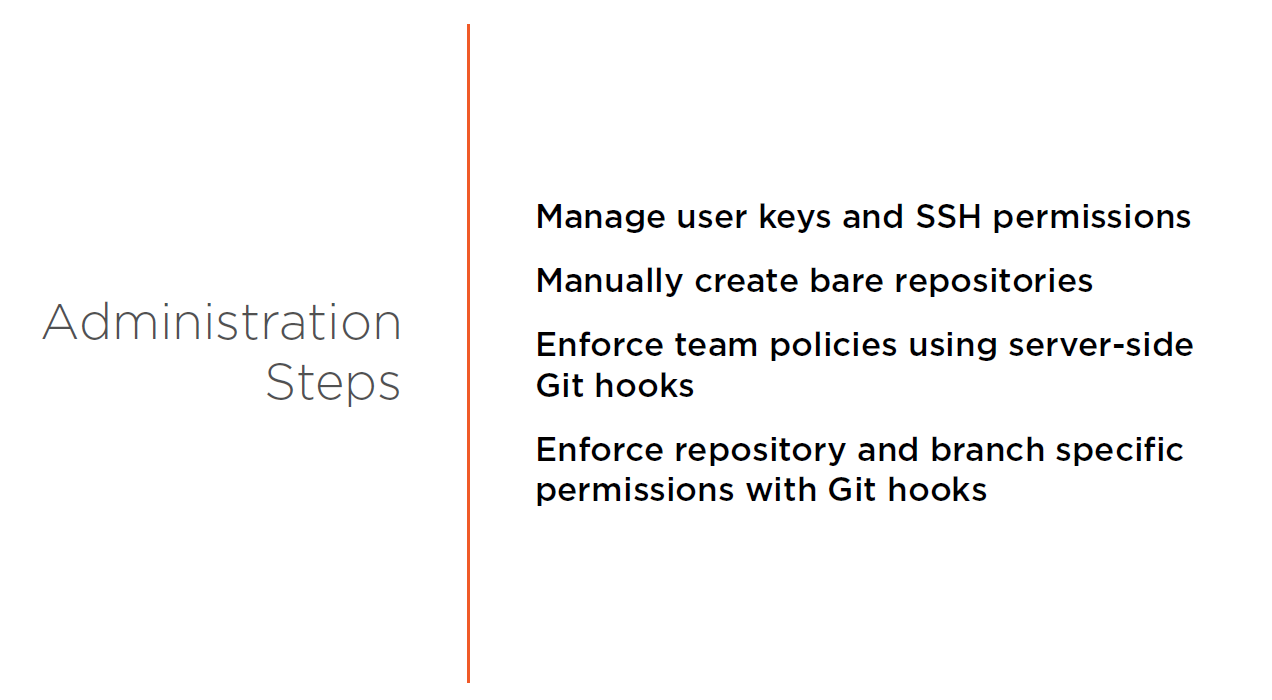 Administration
Steps
Manage user keys and SSH permissions
Manually create bare repositories
Enforce team policies using server-side
Git hooks
Enforce repository and branch specific
permissions with Git hooks